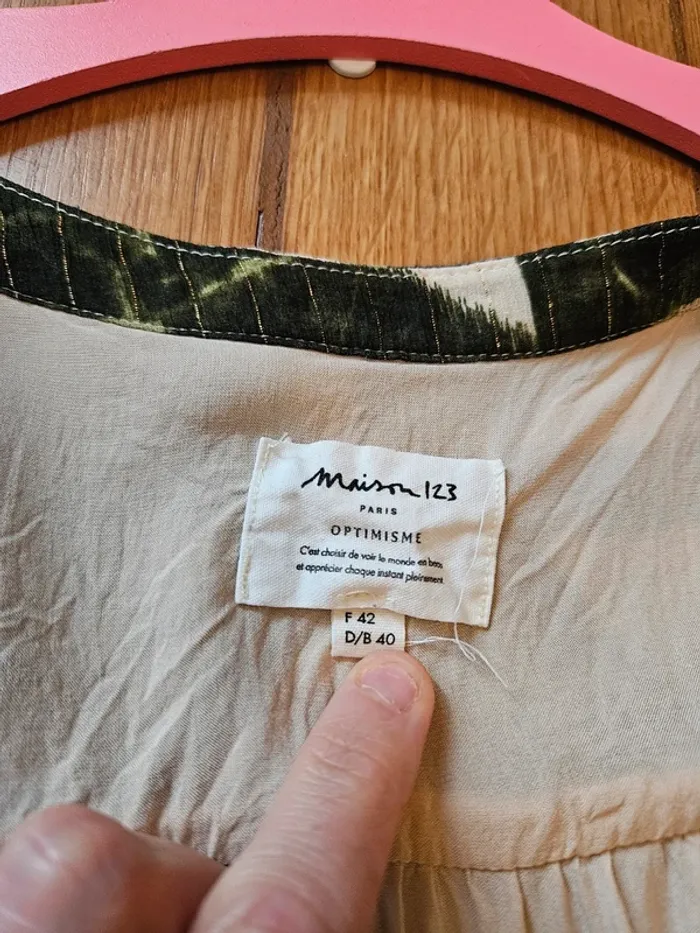 Maison 123
PARIS
OPTIMISME
C'est choisir de voir le monde en beau,
et apprécier chaque instant pleinement
F 42
D/B 40